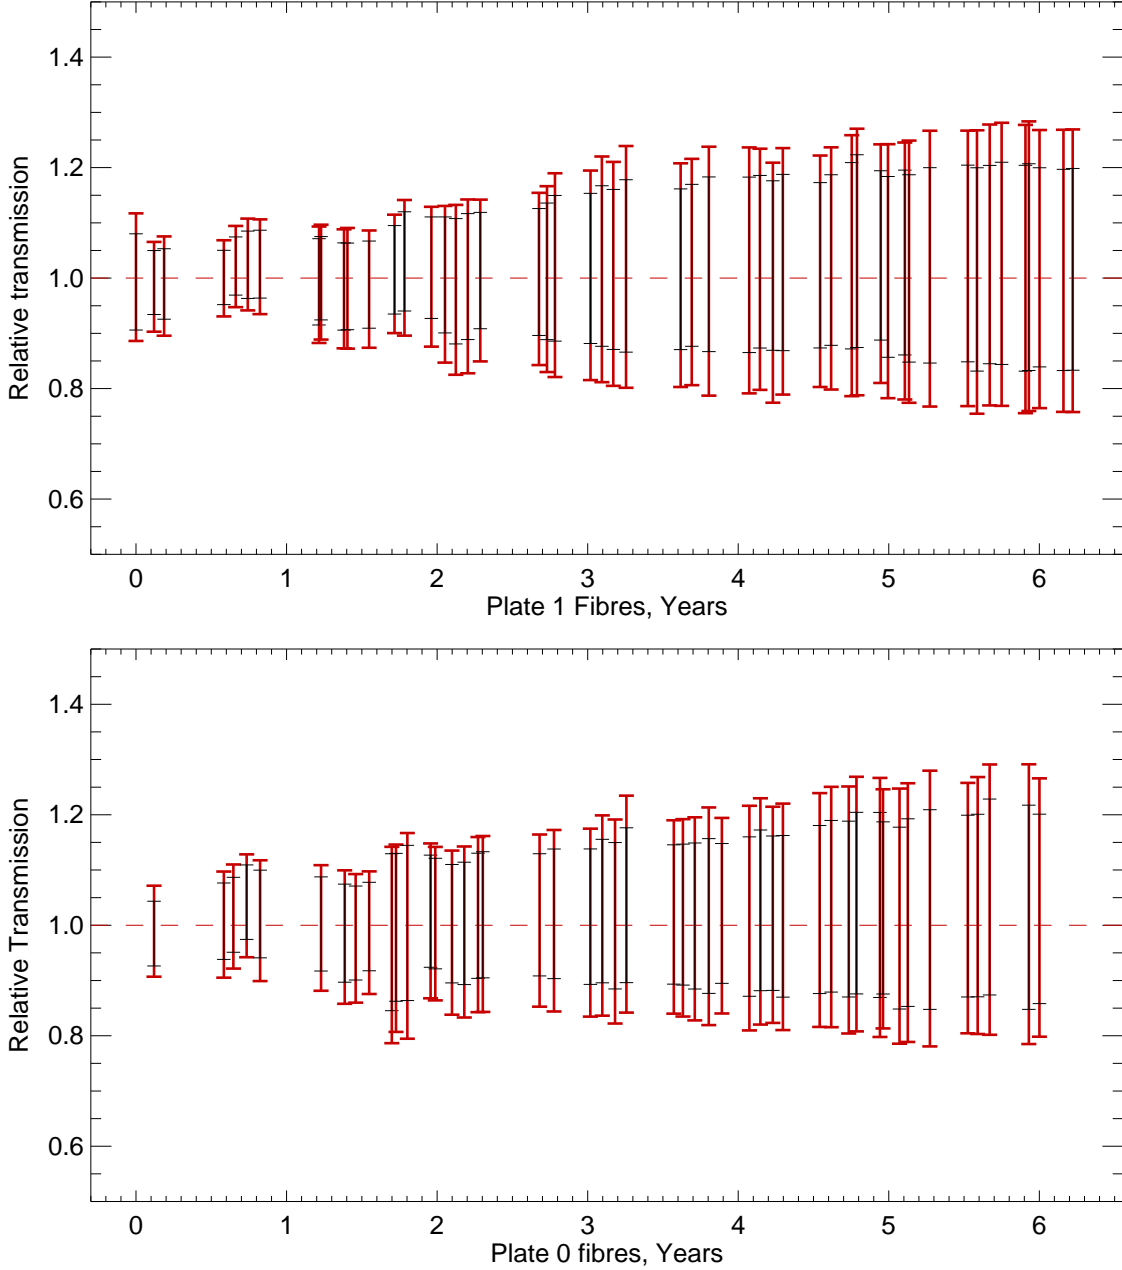 1.4
1.2
1.0
0.8
0.6
Relative transmission
0 1 2 3 4 5 6
Plate 1 Fibres, Years
1.4
1.2
1.0
0.8
0.6
Relative Transmission
0 1 2 3 4 5 6
Plate 0 fibres, Years